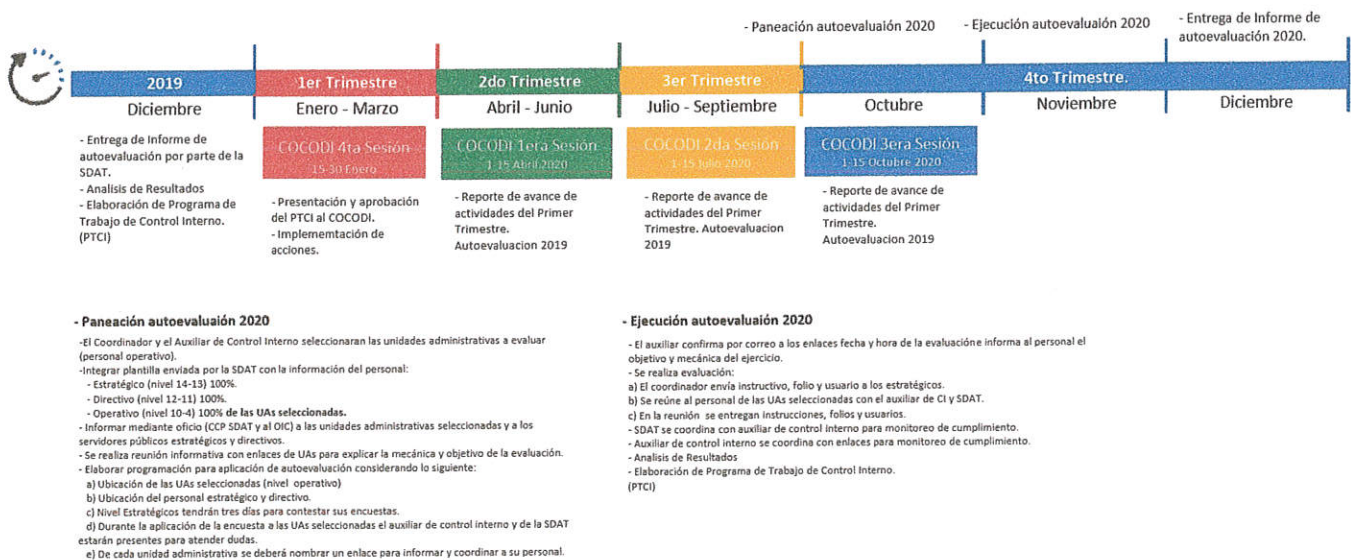 - Paneación autoevaluaión 2020
- Ejecución autoevaluaión 2020
- Entrega de Informe de
autoevaluación 2020.
2019
1er Trimestre
2do Trimestre
3er Trimestre
4to Trimestre.
Diciembre
Enero - Marzo
Abril - Junio
Julio - Septiembre
Octubre
Noviembre
Diciembre
- Entrega de Informe de
autoevaluación por parte de la
SDAT.
- Analisis de Resultados
- Elaboración de Programa de
Trabajo de Control Interno.
(PTCI)
COCODI 4ta Sesión
15-30 Enero
- Presentación y aprobación
del PTCI al COCODI.
- Implememtación de
acciones.
COCODI 1era Sesión
1-15 Abril 2020
- Reporte de avance de
actividades del Primer
Trimestre.
Autoevaluacion 2019
COCODI 2da Sesión
1-15 Julio 2020
- Reporte de avance de
actividades del Primer
Trimestre. Autoevaluacion
2019
COCODI 3era Sesión
1-15 Octubre 2020
- Reporte de avance de
actividades del Primer
Trimestre.
Autoevaluacion 2019
- Paneación autoevaluaión 2020
-El Coordinador y el Auxiliar de Control Interno seleccionaran las unidades administrativas a evaluar
(personal operativo).
-Integrar plantilla enviada por la SDAT con la información del personal:
- Estratégico (nivel 14-13) 100%.
- Directivo (nivel 12-11) 100%.
- Operativo (nivel 10-4) 100% de las UAs seleccionadas.
- Informar mediante oficio (CCP SDAT y al OIC) a las unidades administrativas seleccionadas y a los
servidores públicos estratégicos y directivos.
- Se realiza reunión informativa con enlaces de UAs para explicar la mecánica y objetivo de la evaluación.
- Elaborar programación para aplicación de autoevaluación considerando lo siguiente:
a) Ubicación de las UAs seleccionadas (nivel operativo)
b) Ubicación del personal estratégico y directivo.
c) Nivel Estratégicos tendrán tres días para contestar sus encuestas.
d) Durante la aplicación de la encuesta a las UAs seleccionadas el auxiliar de control interno y de la SDAT
estarán presentes para atender dudas.
e) De cada unidad administrativa se deberá nombrar un enlace para informar y coordinar a su personal.
- Ejecución autoevaluaión 2020
- El auxiliar confirma por correo a los enlaces fecha y hora de la evaluación e informa al personal el
objetivo y mecánica del ejercicio.
- Se realiza evaluación:
a) El coordinador envía instructivo, folio y usuario a los estratégicos.
b) Se reúne al personal de las UAs seleccionadas con el auxiliar de CI y SDAT.
c) En la reunión se entregan instrucciones, folios y usuarios.
- SDAT se coordina con auxiliar de control interno para monitoreo de cumplimiento.
- Auxiliar de control interno se coordina con enlaces para monitoreo de cumplimiento.
- Analisis de Resultados
- Elaboración de Programa de Trabajo de Control Interno.
(PTCI)